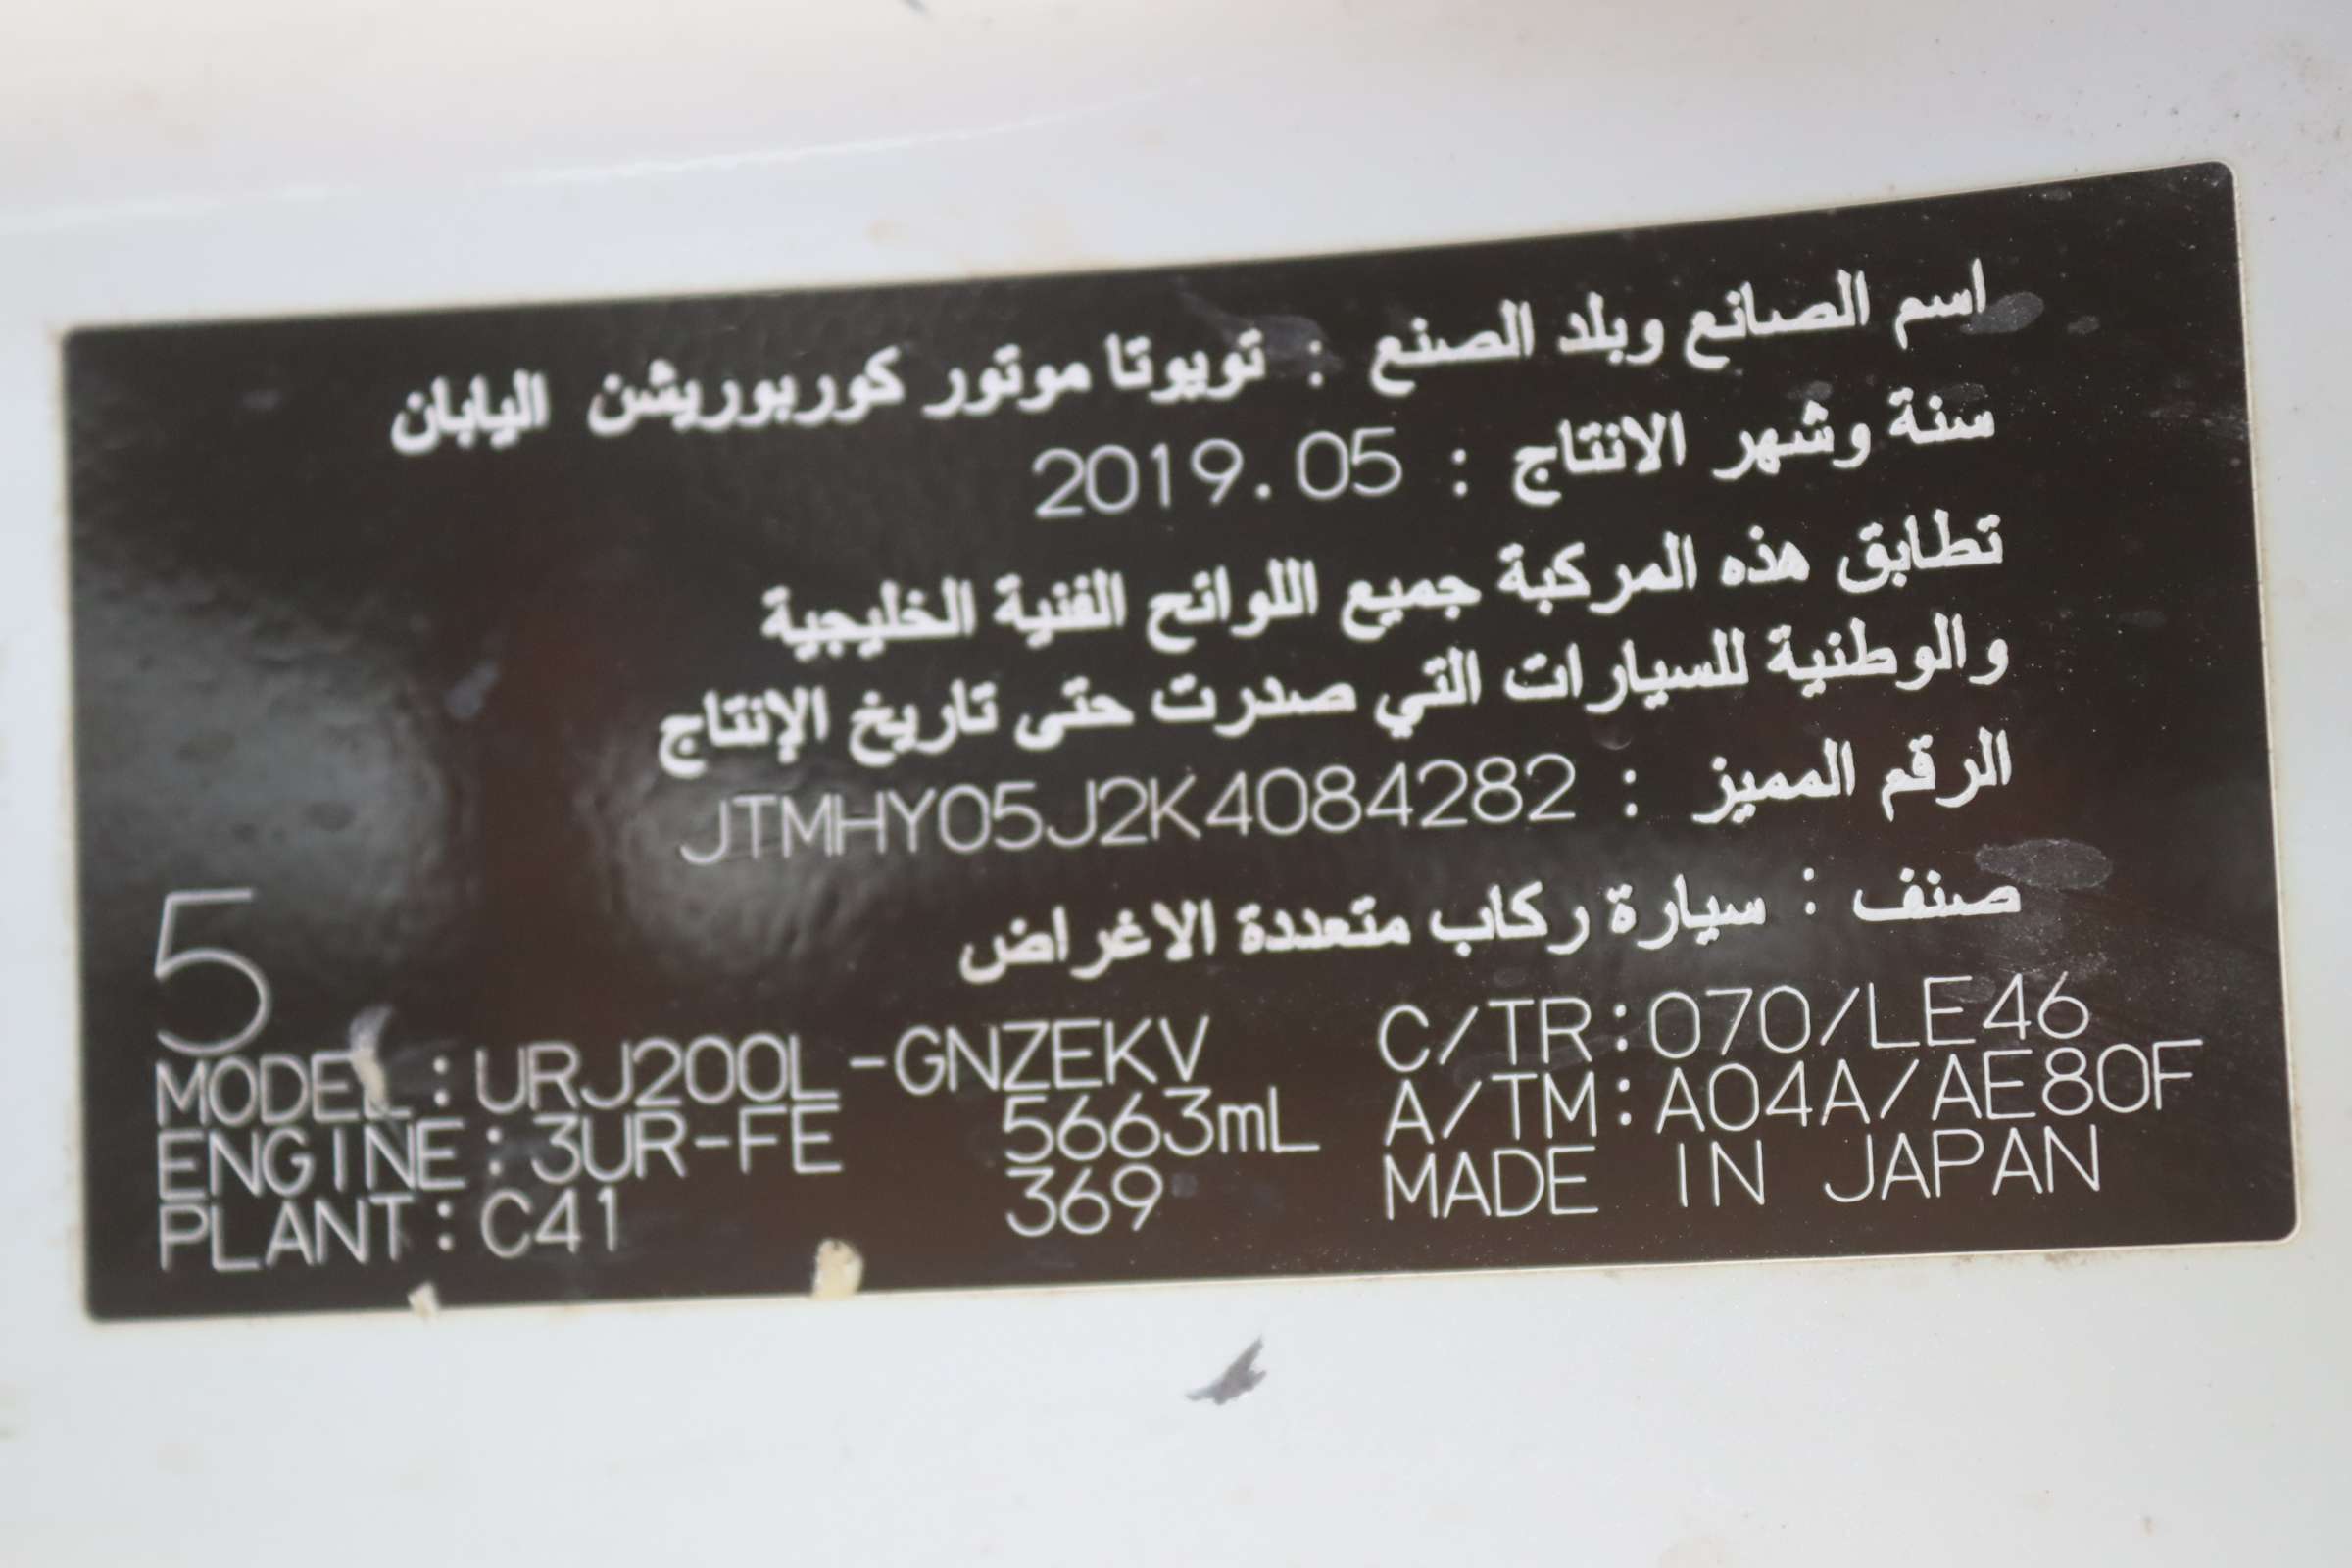 اسم الصانع وبلد الصنع : تويوتا موتور كوربوريشن اليابان
سنة وشهر الانتاج : 2019.05
تطابق هذه المركبة جميع اللوائح الفنية الخليجية
والوطنية للسيارات التي صدرت حتى تاريخ الإنتاج
الرقم المميز : JTMHY05J2K4084282
صنف : سيارة ركاب متعددة الاغراض
5
MODEL : URJ200L-GNZEKV C/TR:070/LE46
ENGINE : 3UR-FE 5663mL A/TM:A04A/AE80F
PLANT : C41 369 MADE IN JAPAN